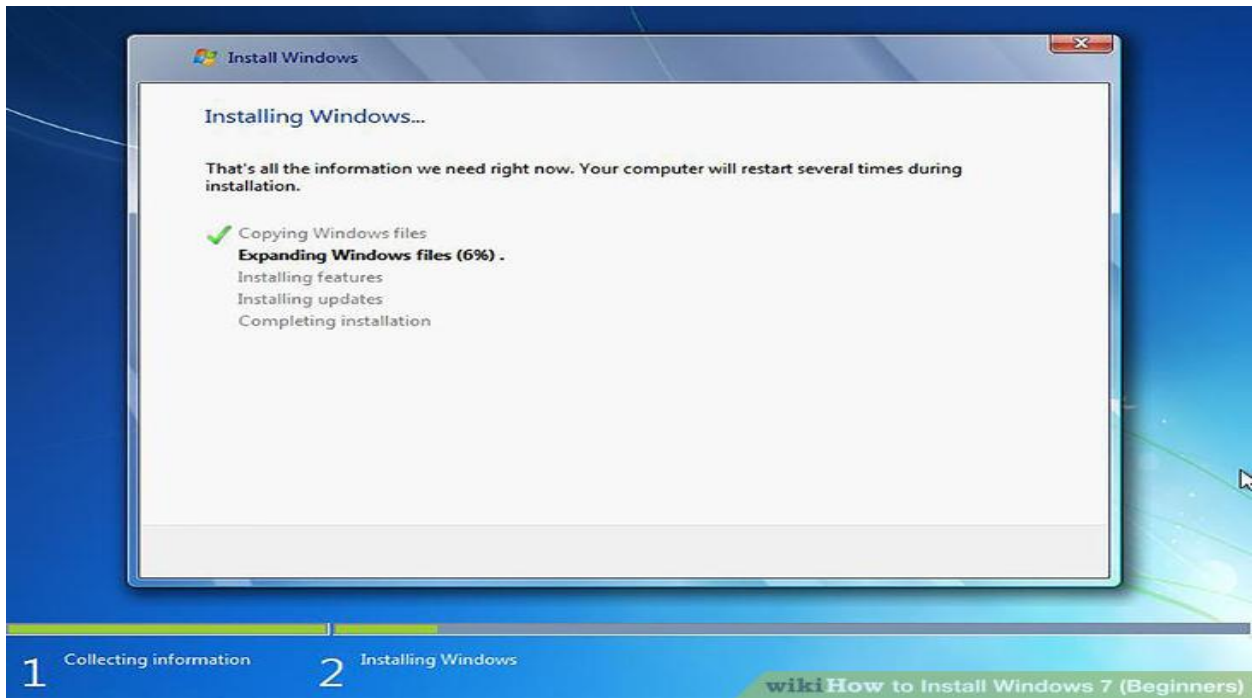 Install Windows
Installing Windows...
That's all the information we need right now. Your computer will restart several times during
installation.
Copying Windows files
Expanding Windows files (6%) .
Installing features
Installing updates
Completing installation
1 Collecting information 2 Installing Windows
wikiHow to Install Windows 7 (Beginners)